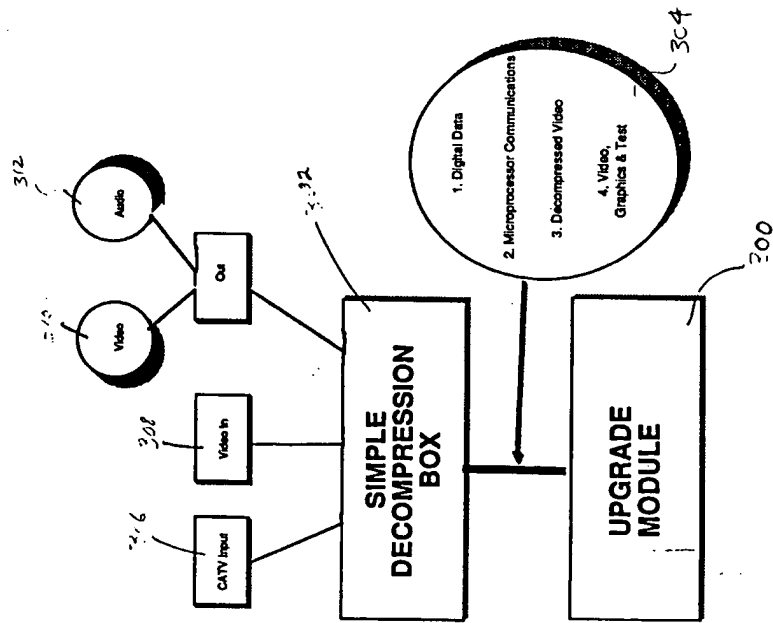 312
Audio
Video
Out
308
Video In
CATV Input
SIMPLE
DECOMPRESSION
BOX
304
1. Digital Data
2. Microprocessor Communications
3. Decompressed Video
4. Video,
Graphics & Test
300
UPGRADE
MODULE